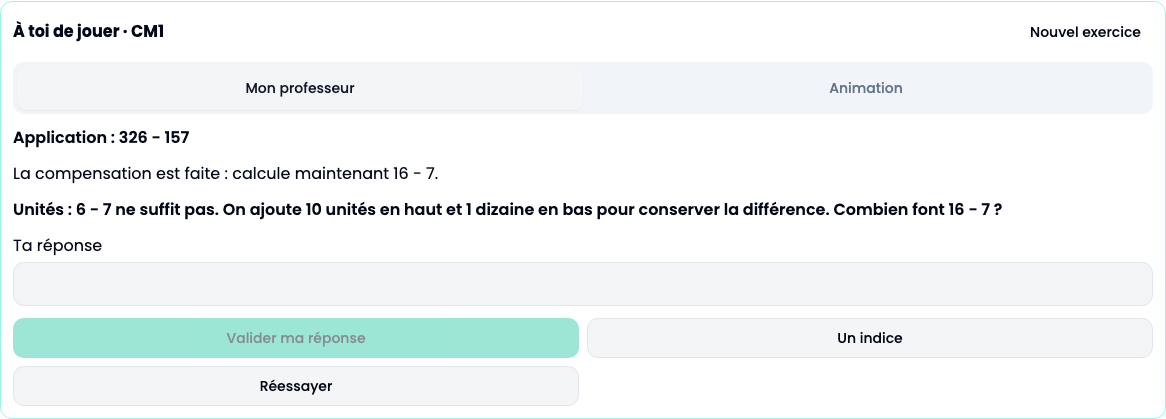 À toi de jouer · CM1
Nouvel exercice
Mon professeur
Animation
Application : 326 − 157
La compensation est faite : calcule maintenant 16 − 7.
Unités : 6 − 7 ne suffit pas. On ajoute 10 unités en haut et 1 dizaine en bas pour conserver la différence. Combien font 16 − 7 ?
Ta réponse
Valider ma réponse
Un indice
Réessayer